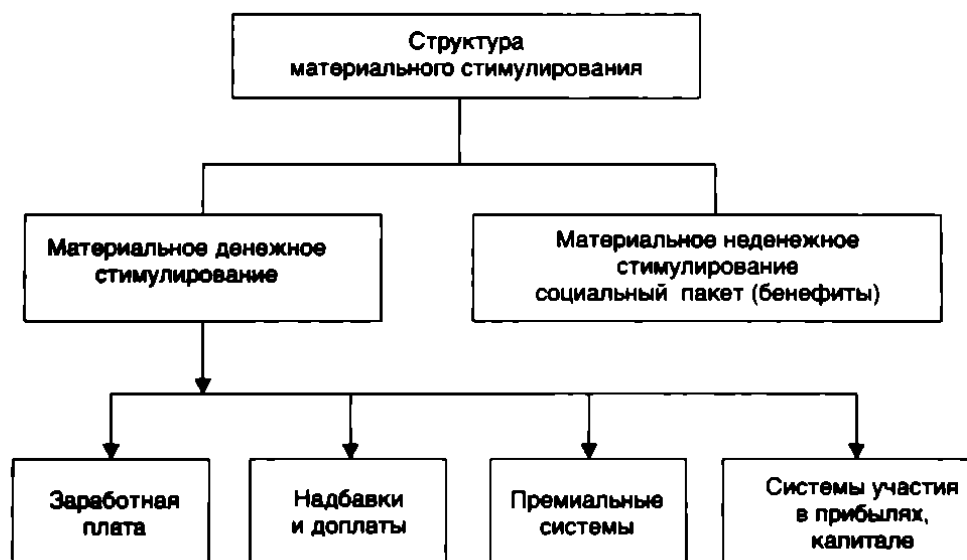 Структура
материального стимулирования
Материальное денежное
стимулирование
Материальное неденежное
стимулирование
социальный пакет (бенефиты)
Заработная
плата
Надбавки
и доплаты
Премиальные
системы
Системы участия
в прибылях,
капитале